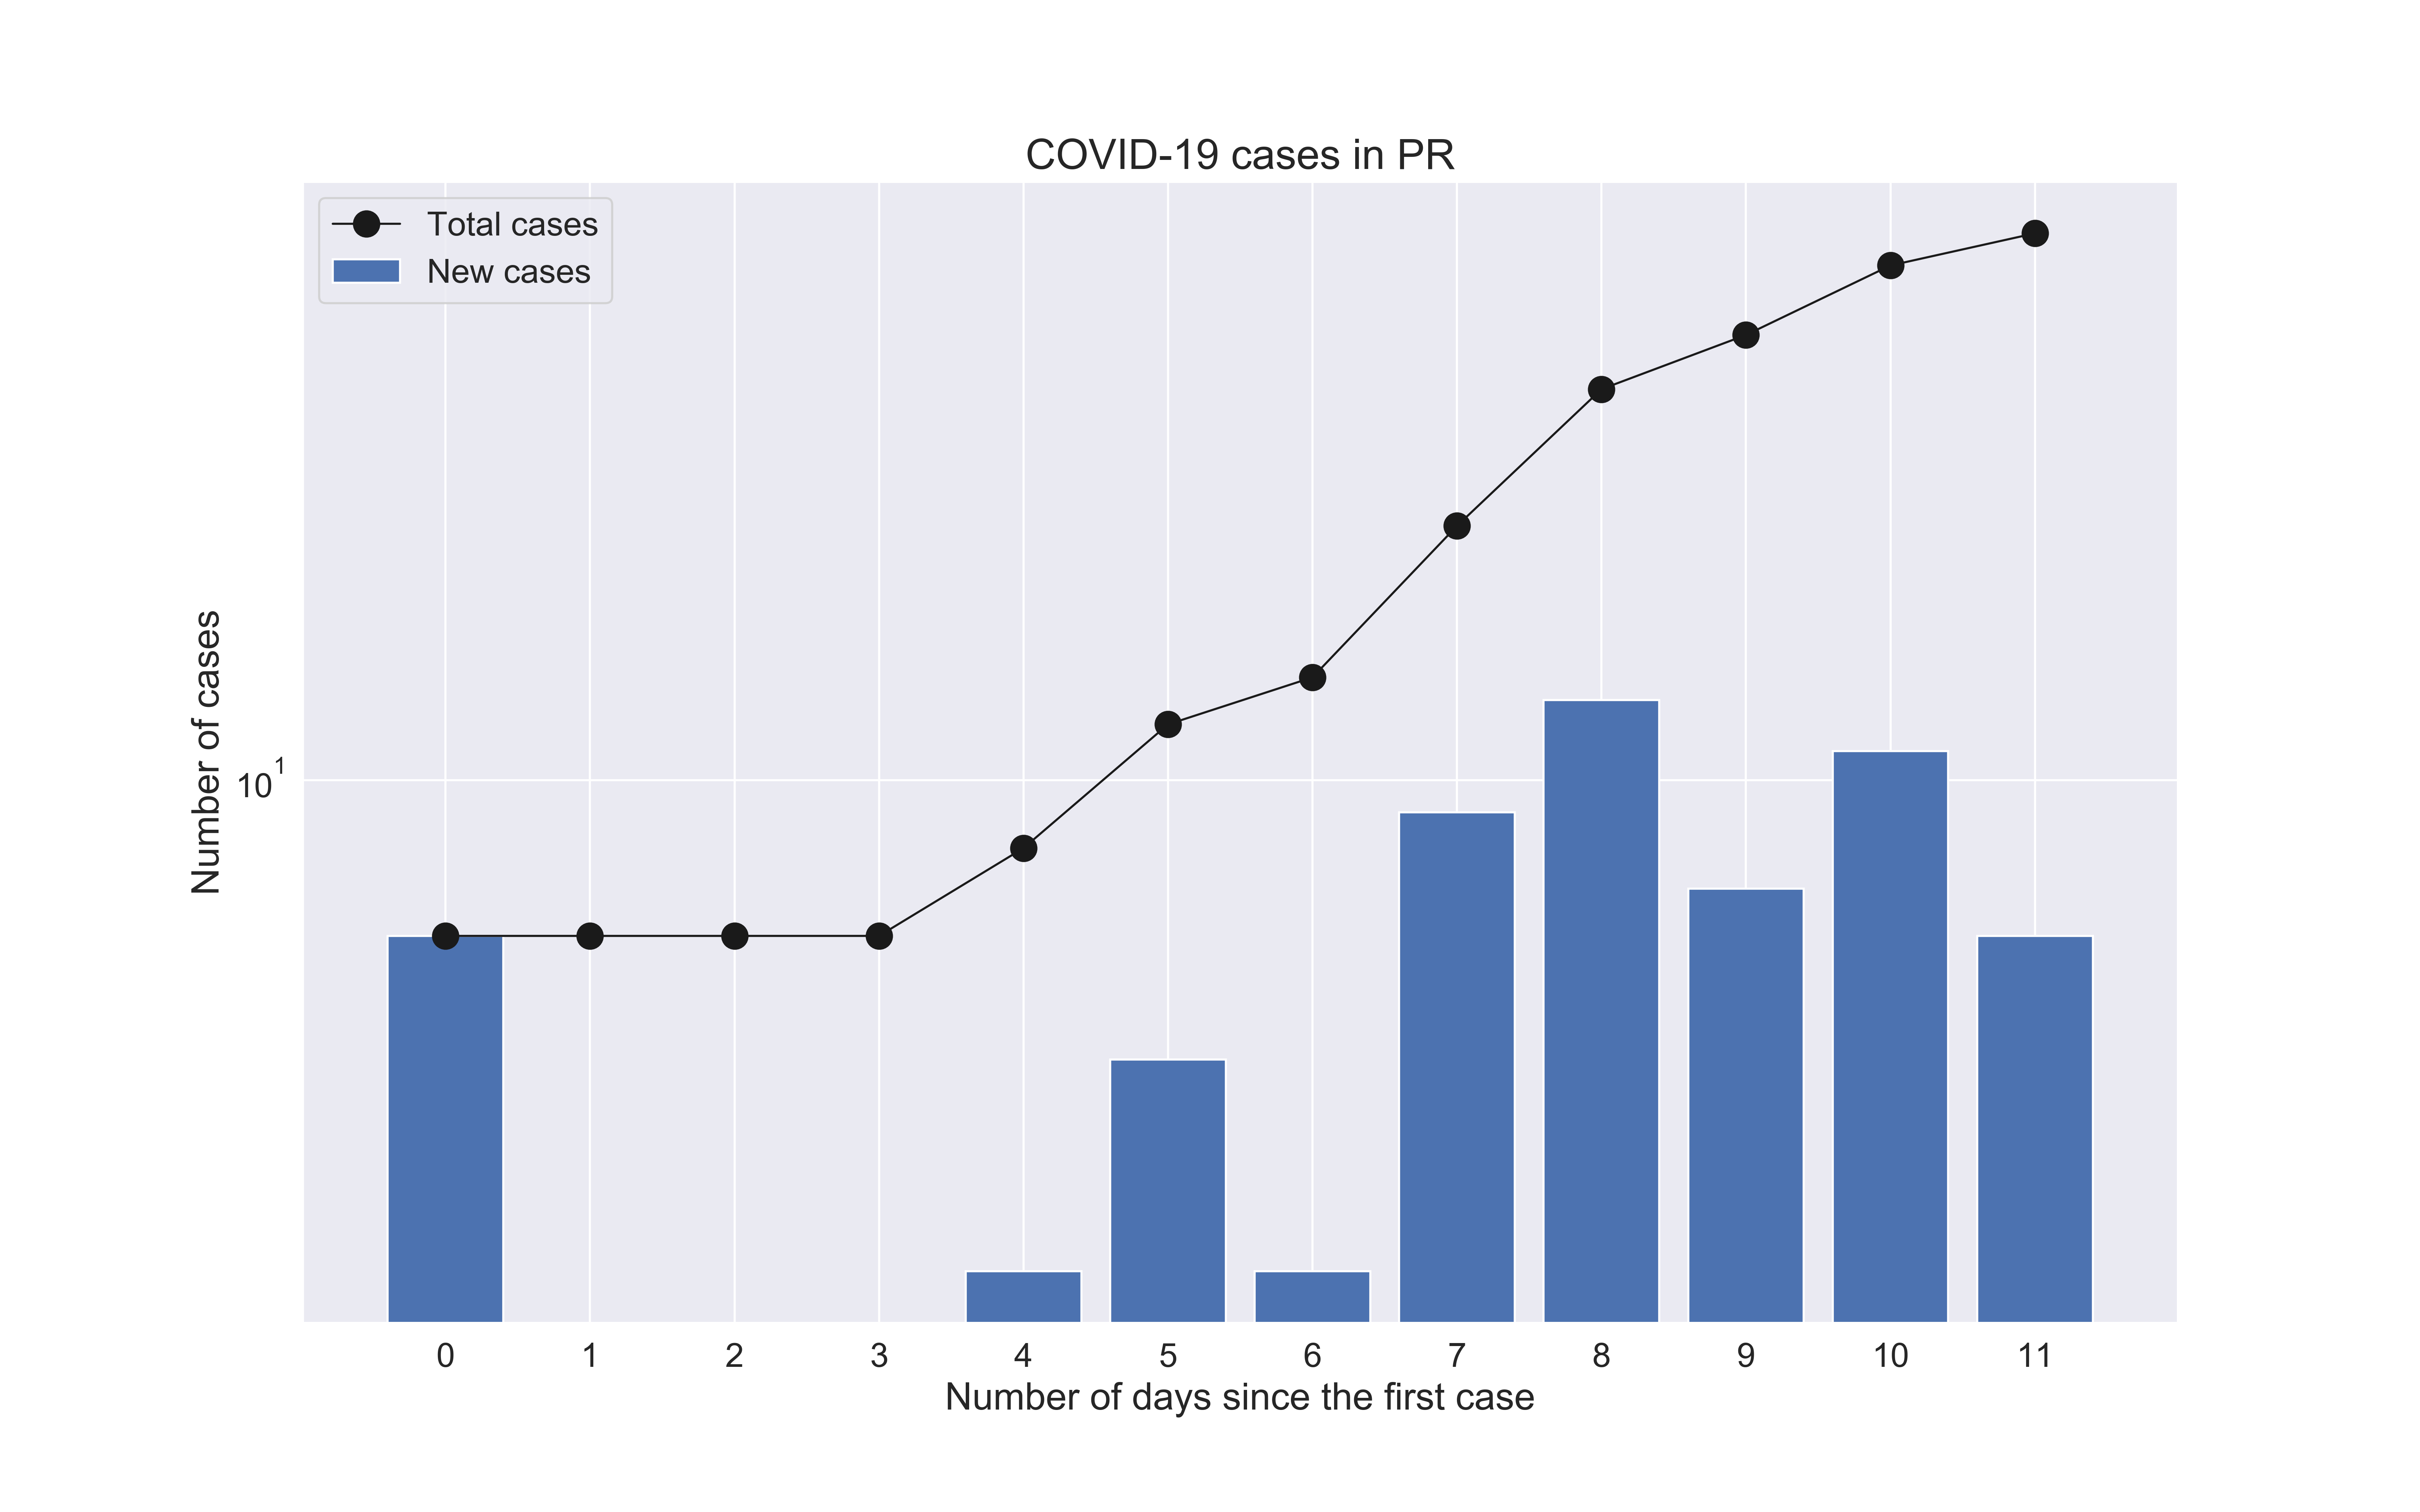 COVID-19 cases in PR
Total cases
New cases
Number of cases
10¹
0 1 2 3 4 5 6 7 8 9 10 11
Number of days since the first case